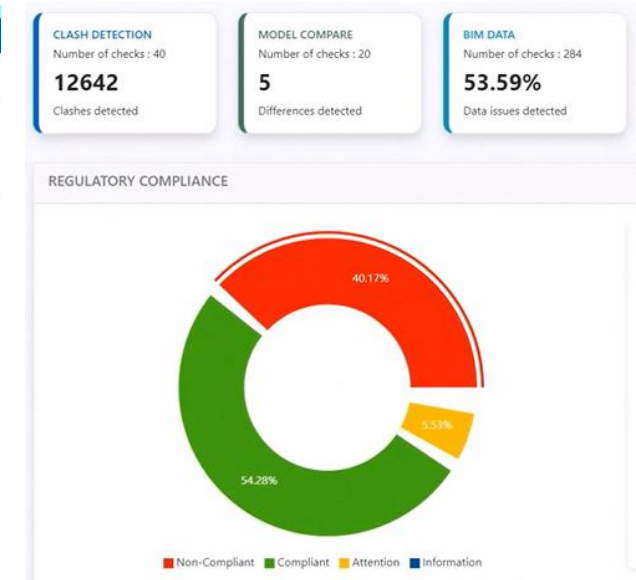 CLASH DETECTION
Number of checks : 40
12642
Clashes detected
MODEL COMPARE
Number of checks : 20
5
Differences detected
BIM DATA
Number of checks : 284
53.59%
Data issues detected
REGULATORY COMPLIANCE
40.17%
5.53%
54.28%
Non-Compliant Compliant Attention Information